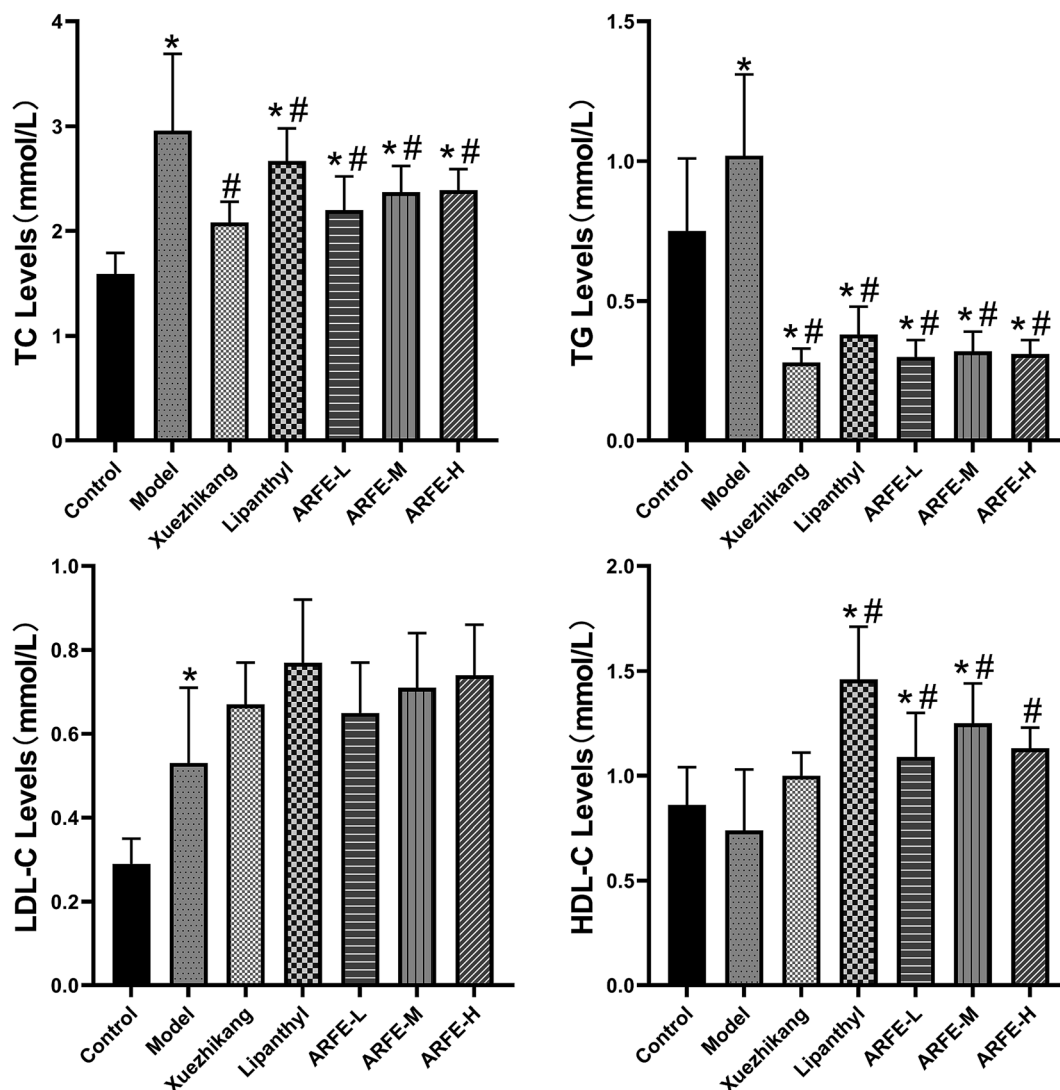 TC Levels(mmol/L)
4
3
2
1
0
*
#
*#
*#
*#
*#
Control
Model
Xuezhikang
Lipanthyl
ARFE-L
ARFE-M
ARFE-H
TG Levels(mmol/L)
1.5
1.0
0.5
0.0
*
*#
*#
*#
*#
*#
Control
Model
Xuezhikang
Lipanthyl
ARFE-L
ARFE-M
ARFE-H
LDL-C Levels(mmol/L)
1.0
0.8
0.6
0.4
0.2
0.0
*
Control
Model
Xuezhikang
Lipanthyl
ARFE-L
ARFE-M
ARFE-H
HDL-C Levels(mmol/L)
2.0
1.5
1.0
0.5
0.0
*#
*#
*#
#
Control
Model
Xuezhikang
Lipanthyl
ARFE-L
ARFE-M
ARFE-H